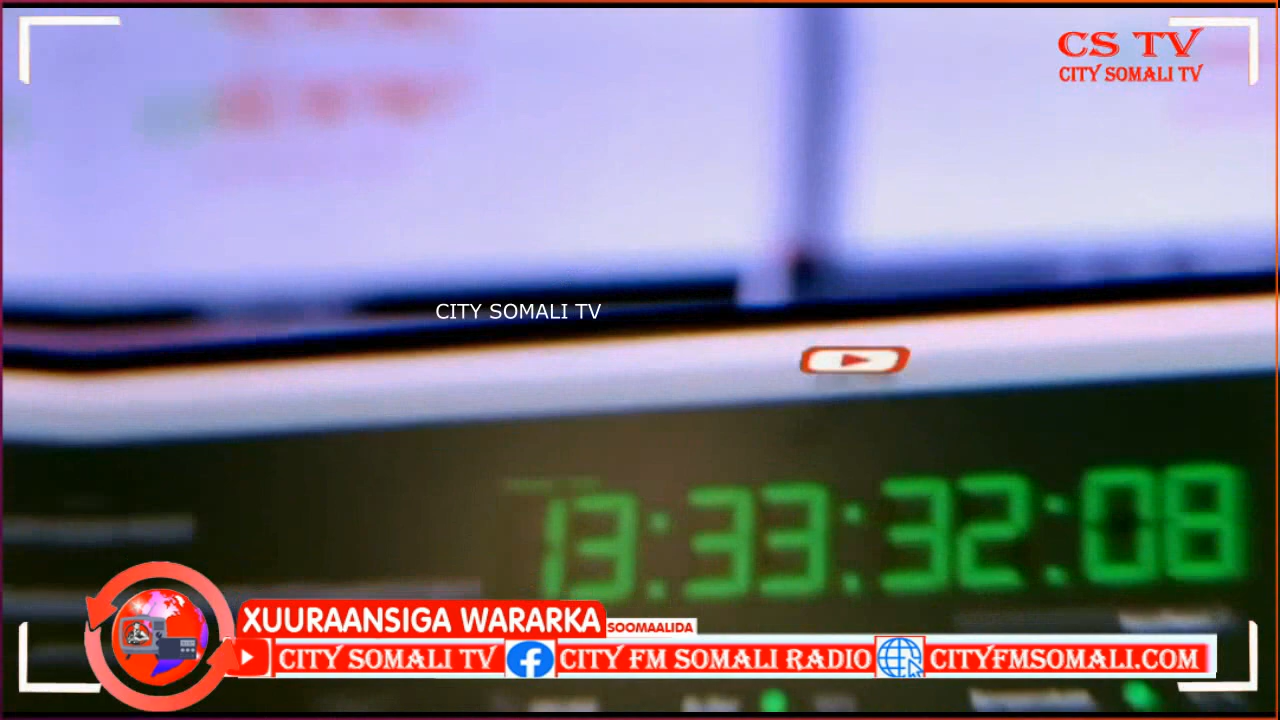 CS TV
CITY SOMALI TV
CITY SOMALI TV
13:33:32:08
XUURAANSIGA WARARKA
SOOMAALIDA
CITY SOMALI TV CITY FM SOMALI RADIO CITYFMSOMALI.COM